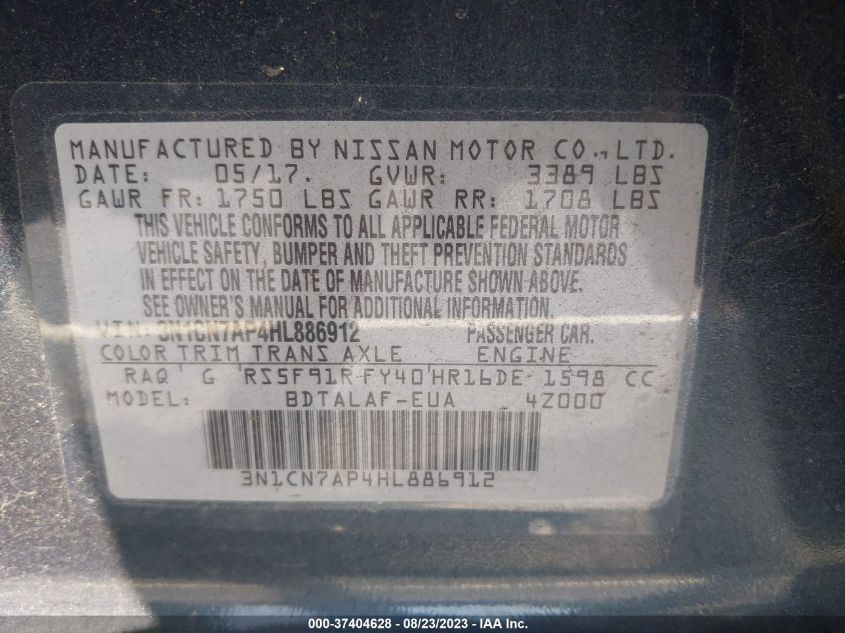 MANUFACTURED BY NISSAN MOTOR CO., LTD.
DATE: 05/17. GVWR: 3389 LBS
GAWR FR: 1750 LBS GAWR RR: 1708 LBS
THIS VEHICLE CONFORMS TO ALL APPLICABLE FEDERAL MOTOR
VEHICLE SAFETY, BUMPER AND THEFT PREVENTION STANDARDS
IN EFFECT ON THE DATE OF MANUFACTURE SHOWN ABOVE.
SEE OWNER'S MANUAL FOR ADDITIONAL INFORMATION.
VIN: 3N1CN7AP4HL886912 PASSENGER CAR.
COLOR TRIM TRANS AXLE ENGINE
RAQ G RS5F91R FY40 HR16DE 1598 CC
MODEL: BDTALAF-EUA 4Z000
3N1CN7AP4HL886912
000-37404628 - 08/23/2023 - IAA Inc.